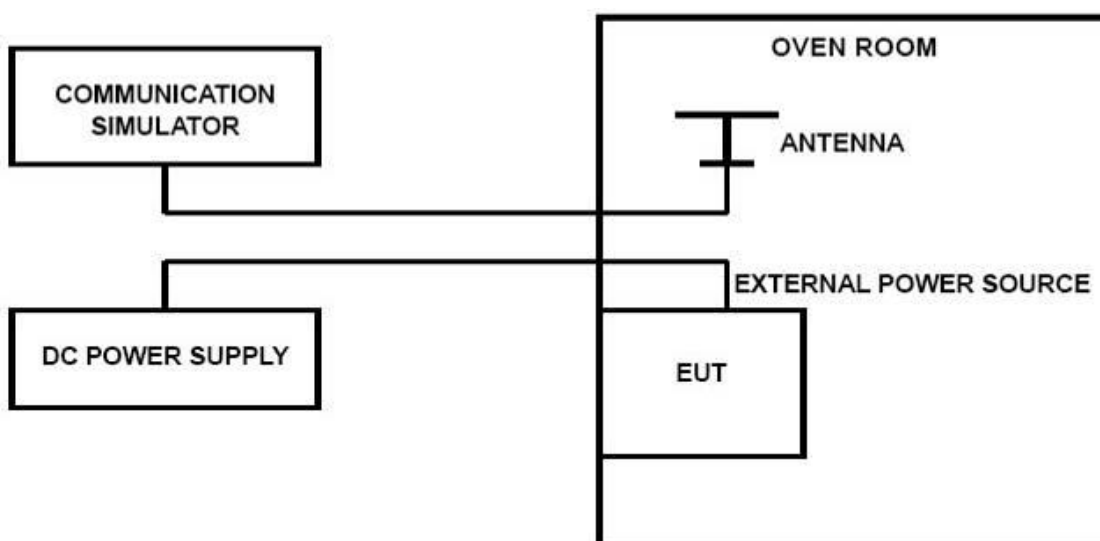 OVEN ROOM
COMMUNICATION
SIMULATOR
ANTENNA
EXTERNAL POWER SOURCE
DC POWER SUPPLY
EUT